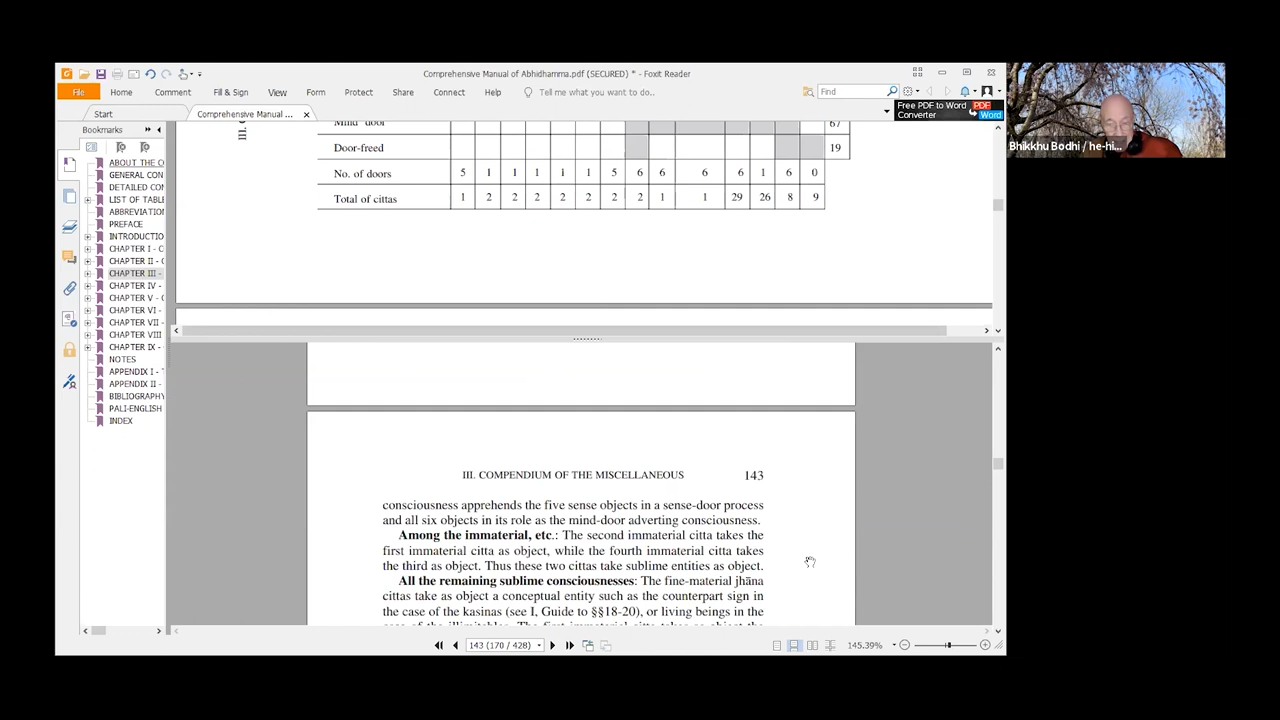 Comprehensive Manual of Abhidhamma.pdf (SECURED) * - Foxit Reader
File Home Comment Fill & Sign View Form Protect Share Connect Help Tell me what you want to do.. Find
Start Comprehensive Manual ... Free PDF to Word Converter PDF Word
Bookmarks
ABOUT THE C
GENERAL CON
DETAILED CON
LIST OF TABLE
ABBREVIATION
PREFACE
INTRODUCTIO
CHAPTER I - C
CHAPTER II - C
CHAPTER III -
CHAPTER IV -
CHAPTER V - C
CHAPTER VI -
CHAPTER VII -
CHAPTER VIII
CHAPTER IX -
NOTES
APPENDIX I - T
APPENDIX II -
BIBLIOGRAPHY
PALI-ENGLISH
INDEX
III.
Mind door 67
Door-freed 19
No. of doors 5 1 1 1 1 1 5 6 6 6 6 1 6 0
Total of cittas 1 2 2 2 2 2 2 2 1 1 29 26 8 9
III. COMPENDIUM OF THE MISCELLANEOUS 143
consciousness apprehends the five sense objects in a sense-door process
and all six objects in its role as the mind-door adverting consciousness.
Among the immaterial, etc.: The second immaterial citta takes the
first immaterial citta as object, while the fourth immaterial citta takes
the third as object. Thus these two cittas take sublime entities as object.
All the remaining sublime consciousnesses: The fine-material jhāna
cittas take as object a conceptual entity such as the counterpart sign in
the case of the kasinas (see I, Guide to §§18-20), or living beings in the
143 (170 / 428) 145.39%
Bhikkhu Bodhi / he-hi...